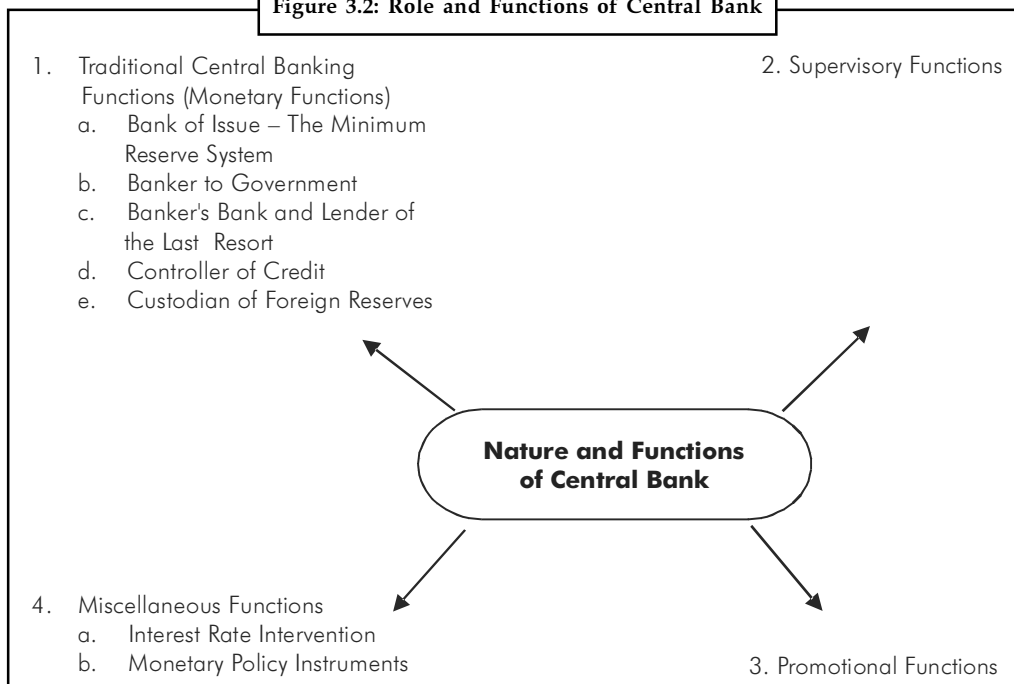 Figure 3.2: Role and Functions of Central Bank
1. Traditional Central Banking
Functions (Monetary Functions)
a. Bank of Issue – The Minimum
Reserve System
b. Banker to Government
c. Banker's Bank and Lender of
the Last Resort
d. Controller of Credit
e. Custodian of Foreign Reserves
2. Supervisory Functions
Nature and Functions
of Central Bank
4. Miscellaneous Functions
a. Interest Rate Intervention
b. Monetary Policy Instruments
3. Promotional Functions